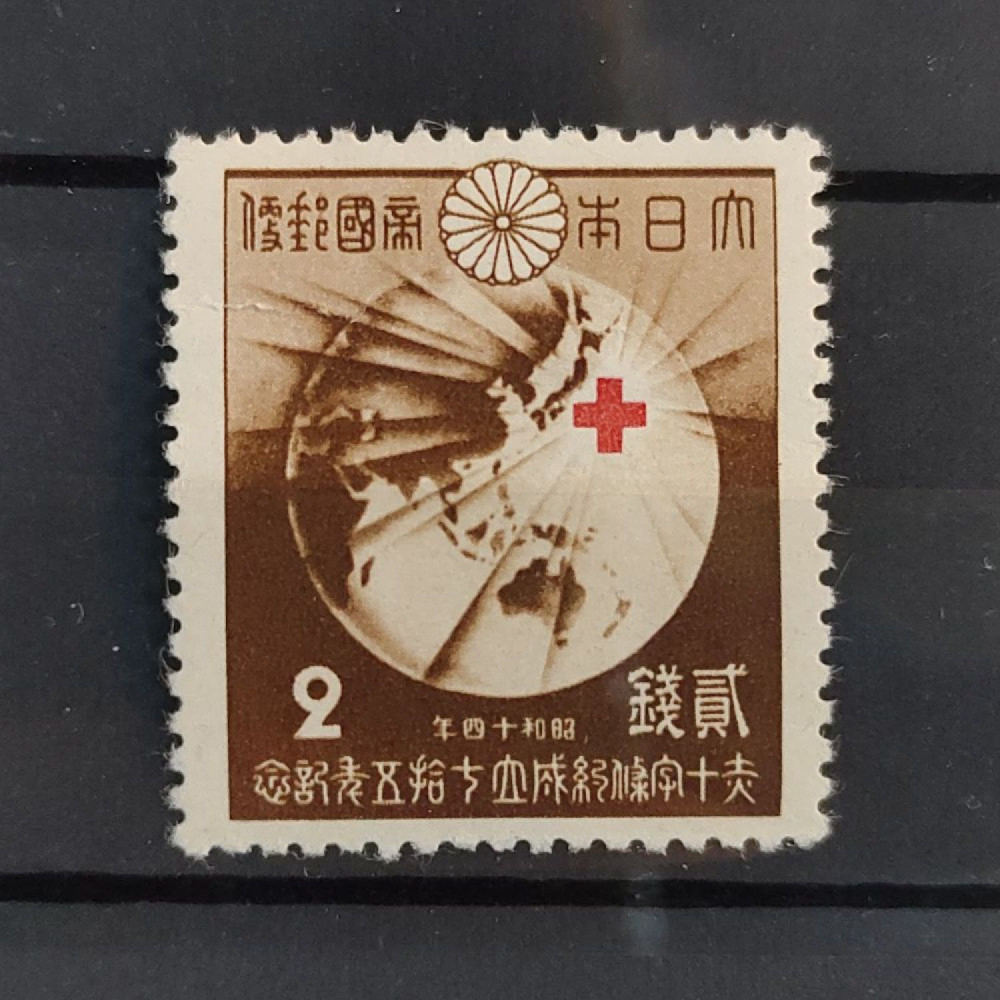 大日本帝國郵便
貳錢
2
昭和十四年
赤十字條約成立七拾五年記念